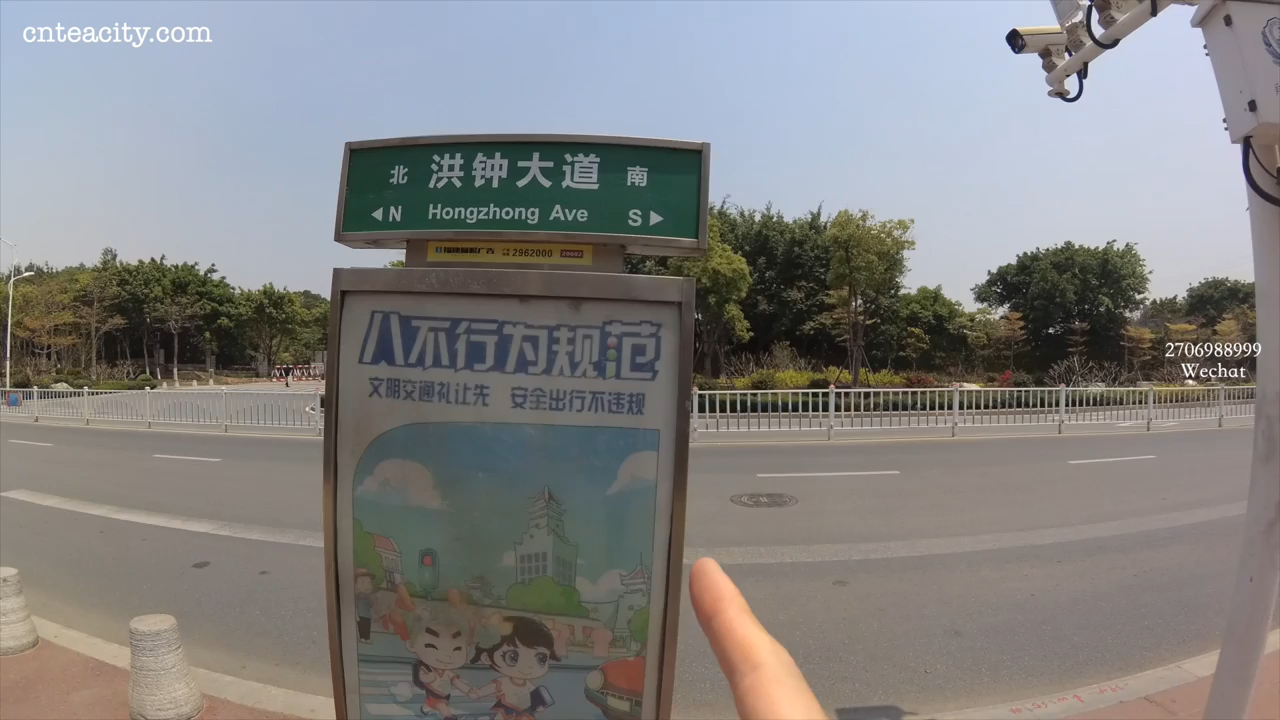 cnteacity.com
北 洪钟大道 南
◀N Hongzhong Ave S▶
2962000
八不行为规范
文明交通礼让先 安全出行不违规
2706988999
Wechat